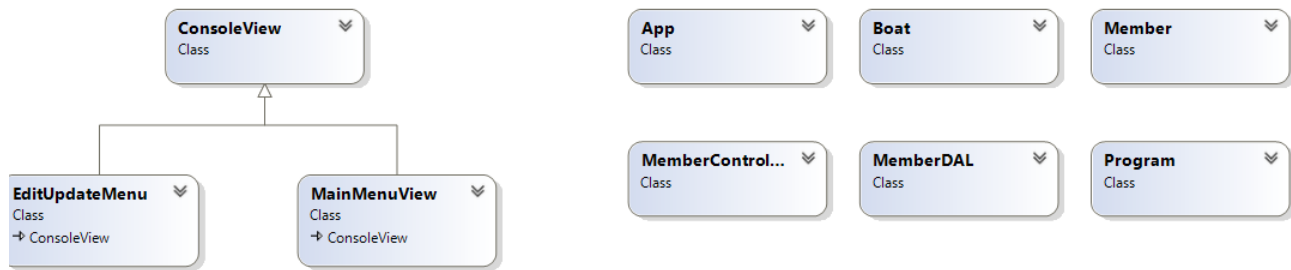 ConsoleView
Class
EditUpdateMenu
Class
ConsoleView
MainMenuView
Class
ConsoleView
App
Class
Boat
Class
Member
Class
MemberControl...
Class
MemberDAL
Class
Program
Class